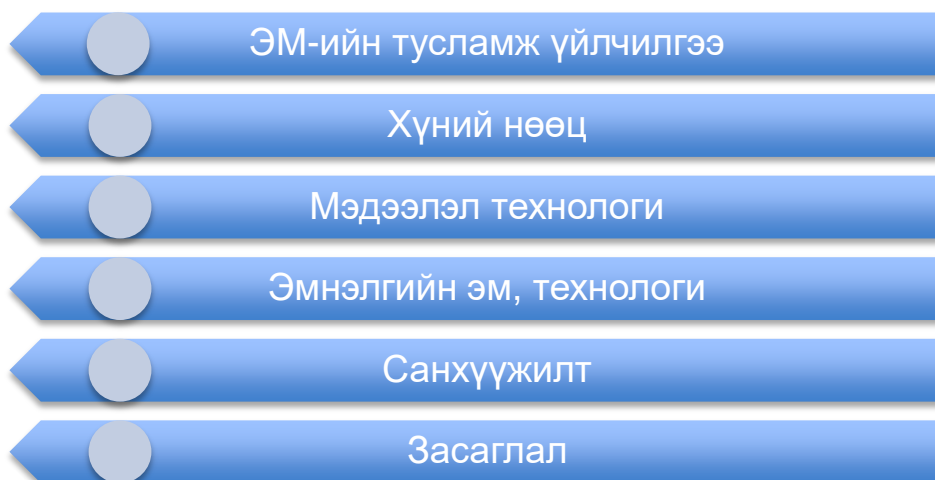 ЭМ-ийн тусламж үйлчилгээ
Хүний нөөц
Мэдээлэл технологи
Эмнэлгийн эм, технологи
Санхүүжилт
Засаглал